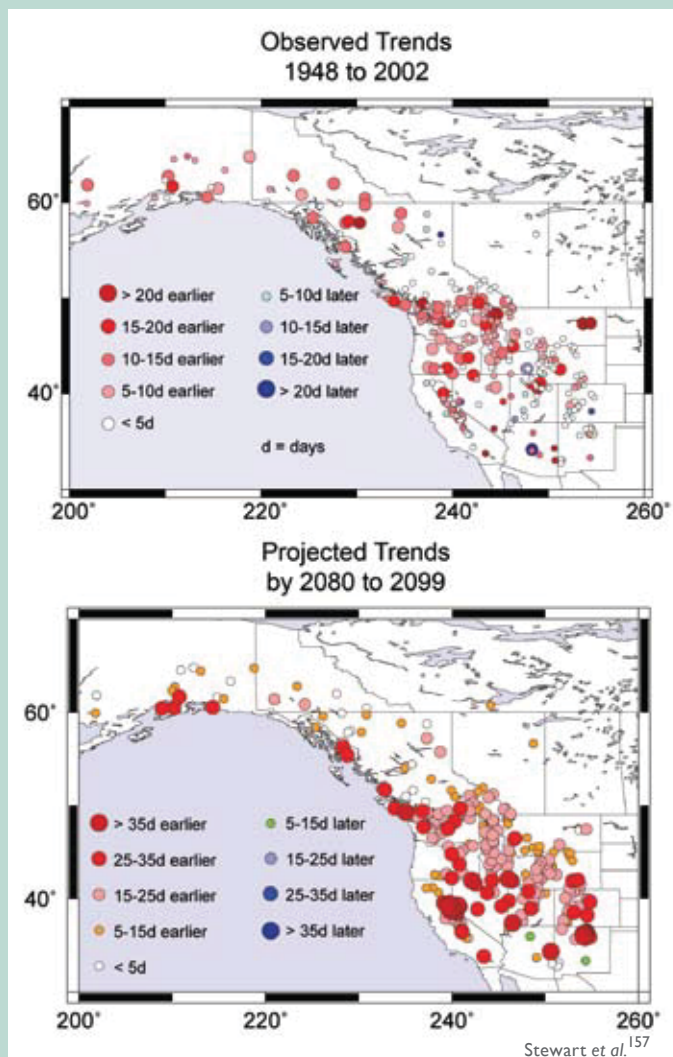 Observed Trends
1948 to 2002
60˚
40˚
> 20d earlier
15-20d earlier
10-15d earlier
5-10d earlier
< 5d
5-10d later
10-15d later
15-20d later
> 20d later
d = days
200˚ 220˚ 240˚ 260˚
Projected Trends
by 2080 to 2099
60˚
40˚
> 35d earlier
25-35d earlier
15-25d earlier
5-15d earlier
< 5d
5-15d later
15-25d later
25-35d later
> 35d later
200˚ 220˚ 240˚ 260˚
Stewart et al.157